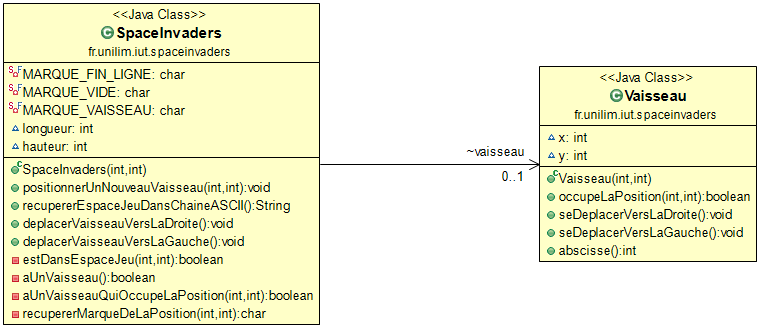 <<Java Class>>
SpaceInvaders
fr.unilim.iut.spaceinvaders
MARQUE_FIN_LIGNE: char
MARQUE_VIDE: char
MARQUE_VAISSEAU: char
longueur: int
hauteur: int
SpaceInvaders(int,int)
positionnerUnNouveauVaisseau(int,int):void
recupererEspaceJeuDansChaineASCII():String
deplacerVaisseauVersLaDroite():void
deplacerVaisseauVersLaGauche():void
estDansEspaceJeu(int,int):boolean
aUnVaisseau():boolean
aUnVaisseauQuiOccupeLaPosition(int,int):boolean
recupererMarqueDeLaPosition(int,int):char
~vaisseau
0..1
<<Java Class>>
Vaisseau
fr.unilim.iut.spaceinvaders
x: int
y: int
Vaisseau(int,int)
occupeLaPosition(int,int):boolean
seDeplacerVersLaDroite():void
seDeplacerVersLaGauche():void
abscisse():int